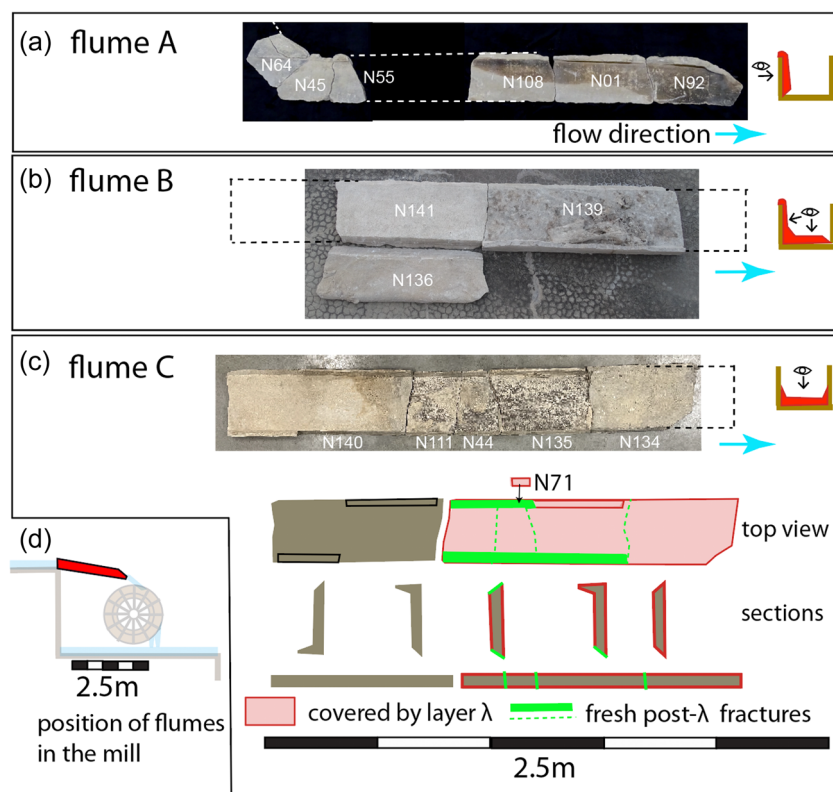 (a) flume A
N64
N45
N55
N108
N01
N92
flow direction
(b) flume B
N141
N139
N136
(c) flume C
N140
N111
N44
N135
N134
N71
top view
(d)
sections
2.5m
covered by layer λ
fresh post-λ fractures
position of flumes
in the mill
2.5m